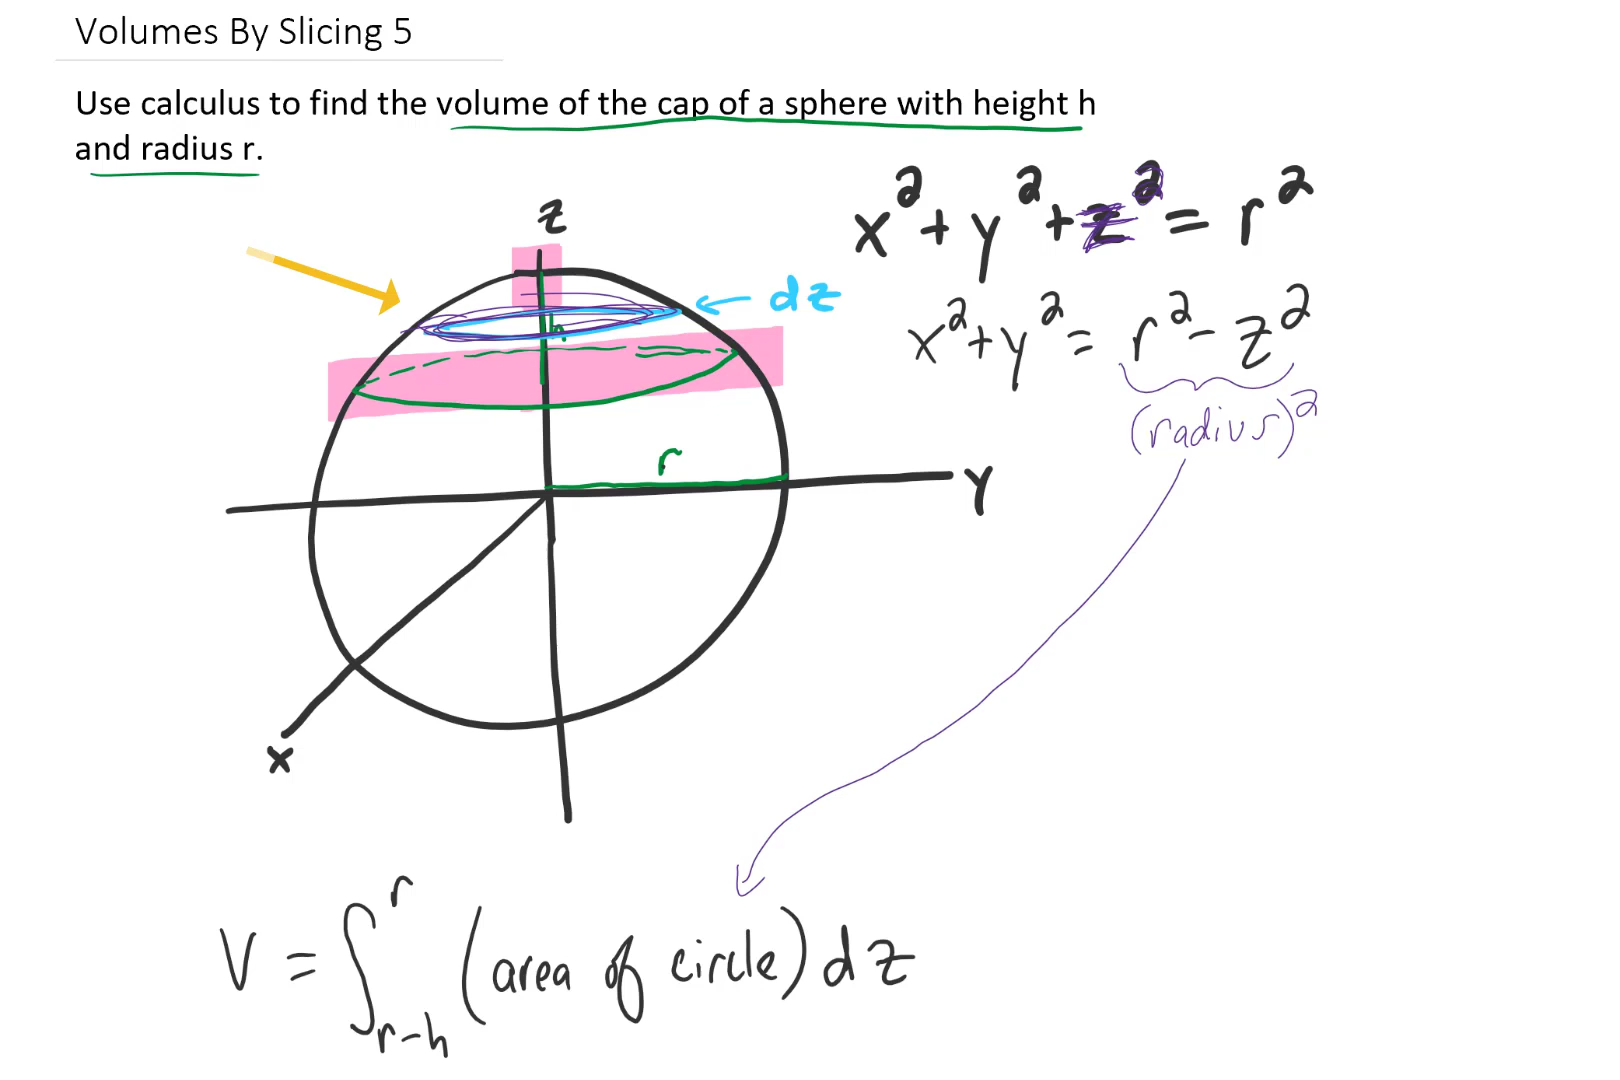 Volumes By Slicing 5
Use calculus to find the volume of the cap of a sphere with height h
and radius r.
x²+y²+z²=r²
z
dz
h
x²+y²=r²-z²
(radius)²
r
Y
x
V=∫ᵣ₋ₕʳ(area of circle)dz